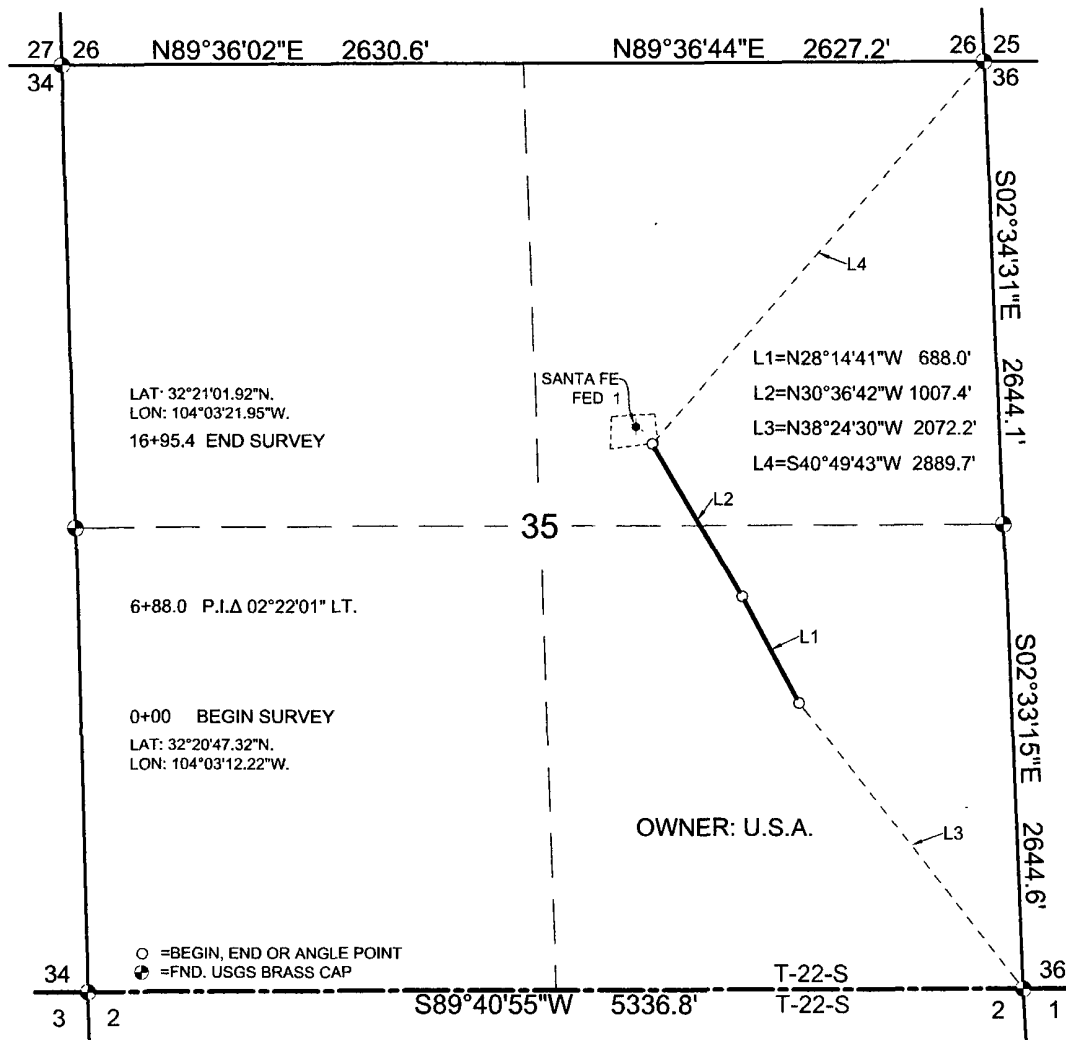 27 26
N89°36'02"E 2630.6'
N89°36'44"E 2627.2'
26 25
34
36
S02°34'31"E 2644.1'
L4
L1=N28°14'41"W 688.0'
L2=N30°36'42"W 1007.4'
L3=N38°24'30"W 2072.2'
L4=S40°49'43"W 2889.7'
SANTA FE
FED 1
LAT: 32°21'01.92"N.
LON: 104°03'21.95"W.
16+95.4 END SURVEY
L2
35
6+88.0 P.I.Δ 02°22'01" LT.
L1
S02°33'15"E 2644.6'
0+00 BEGIN SURVEY
LAT: 32°20'47.32"N.
LON: 104°03'12.22"W.
OWNER: U.S.A.
L3
=BEGIN, END OR ANGLE POINT
=FND. USGS BRASS CAP
34
T-22-S
36
3 2
S89°40'55"W 5336.8'
T-22-S
2 1